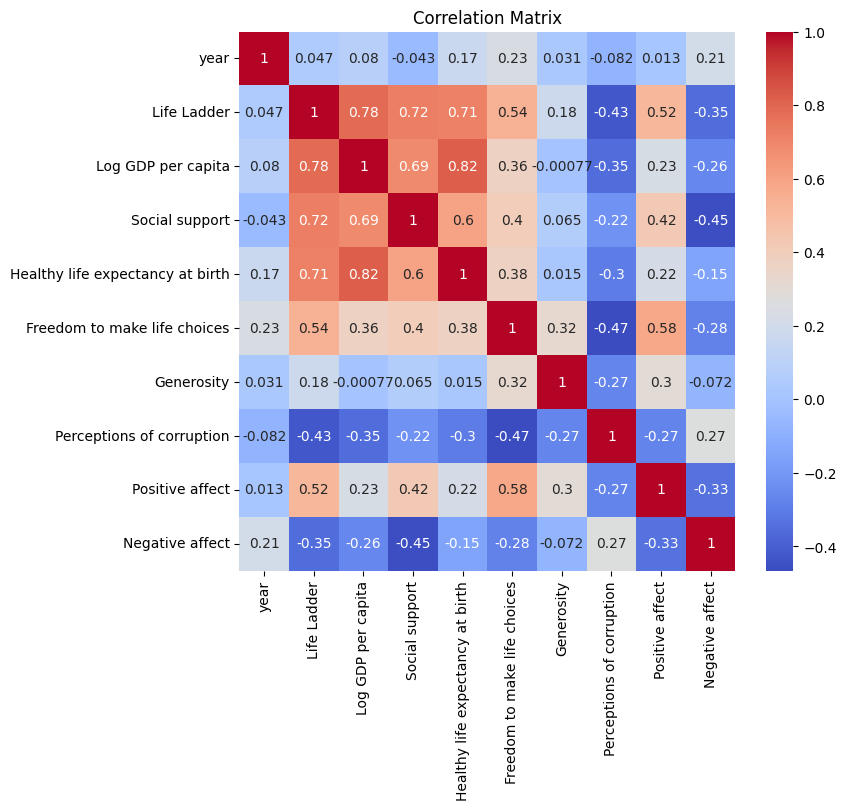 Correlation Matrix
year 1 0.047 0.08 -0.043 0.17 0.23 0.031 -0.082 0.013 0.21
Life Ladder 0.047 1 0.78 0.72 0.71 0.54 0.18 -0.43 0.52 -0.35
Log GDP per capita 0.08 0.78 1 0.69 0.82 0.36 -0.00077 -0.35 0.23 -0.26
Social support -0.043 0.72 0.69 1 0.6 0.4 0.065 -0.22 0.42 -0.45
Healthy life expectancy at birth 0.17 0.71 0.82 0.6 1 0.38 0.015 -0.3 0.22 -0.15
Freedom to make life choices 0.23 0.54 0.36 0.4 0.38 1 0.32 -0.47 0.58 -0.28
Generosity 0.031 0.18 -0.00077 0.065 0.015 0.32 1 -0.27 0.3 -0.072
Perceptions of corruption -0.082 -0.43 -0.35 -0.22 -0.3 -0.47 -0.27 1 -0.27 0.27
Positive affect 0.013 0.52 0.23 0.42 0.22 0.58 0.3 -0.27 1 -0.33
Negative affect 0.21 -0.35 -0.26 -0.45 -0.15 -0.28 -0.072 0.27 -0.33 1
year
Life Ladder
Log GDP per capita
Social support
Healthy life expectancy at birth
Freedom to make life choices
Generosity
Perceptions of corruption
Positive affect
Negative affect
1.0
0.8
0.6
0.4
0.2
0.0
−0.2
−0.4